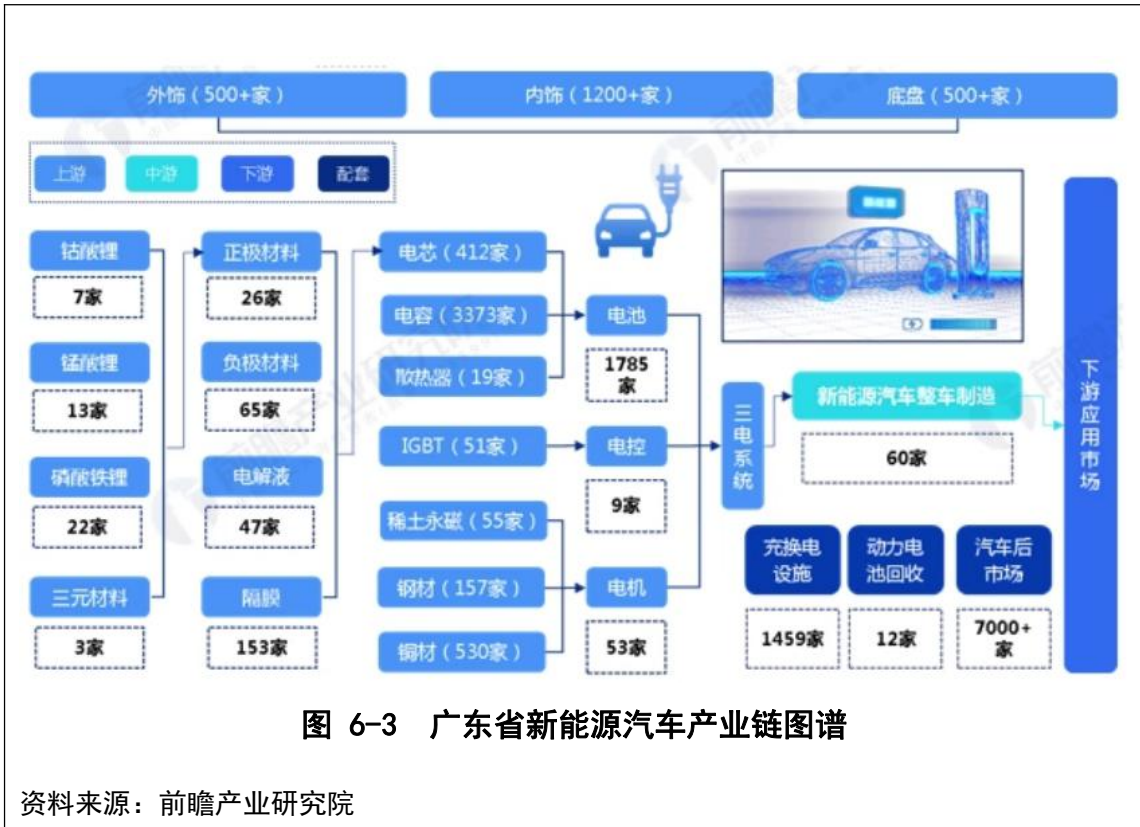 外饰（500+家）
内饰（1200+家）
底盘（500+家）
上游
中游
下游
配套
钴酸锂
7家
锰酸锂
13家
磷酸铁锂
22家
三元材料
3家
正极材料
26家
负极材料
65家
电解液
47家
隔膜
153家
电芯（412家）
电容（3373家）
散热器（19家）
IGBT（51家）
稀土永磁（55家）
钢材（157家）
铜材（530家）
电池
1785
家
电控
9家
电机
53家
三电系统
新能源汽车整车制造
60家
充换电
设施
1459家
动力电
池回收
12家
汽车后
市场
7000+
家
下游应用市场
图 6-3 广东省新能源汽车产业链图谱
资料来源：前瞻产业研究院